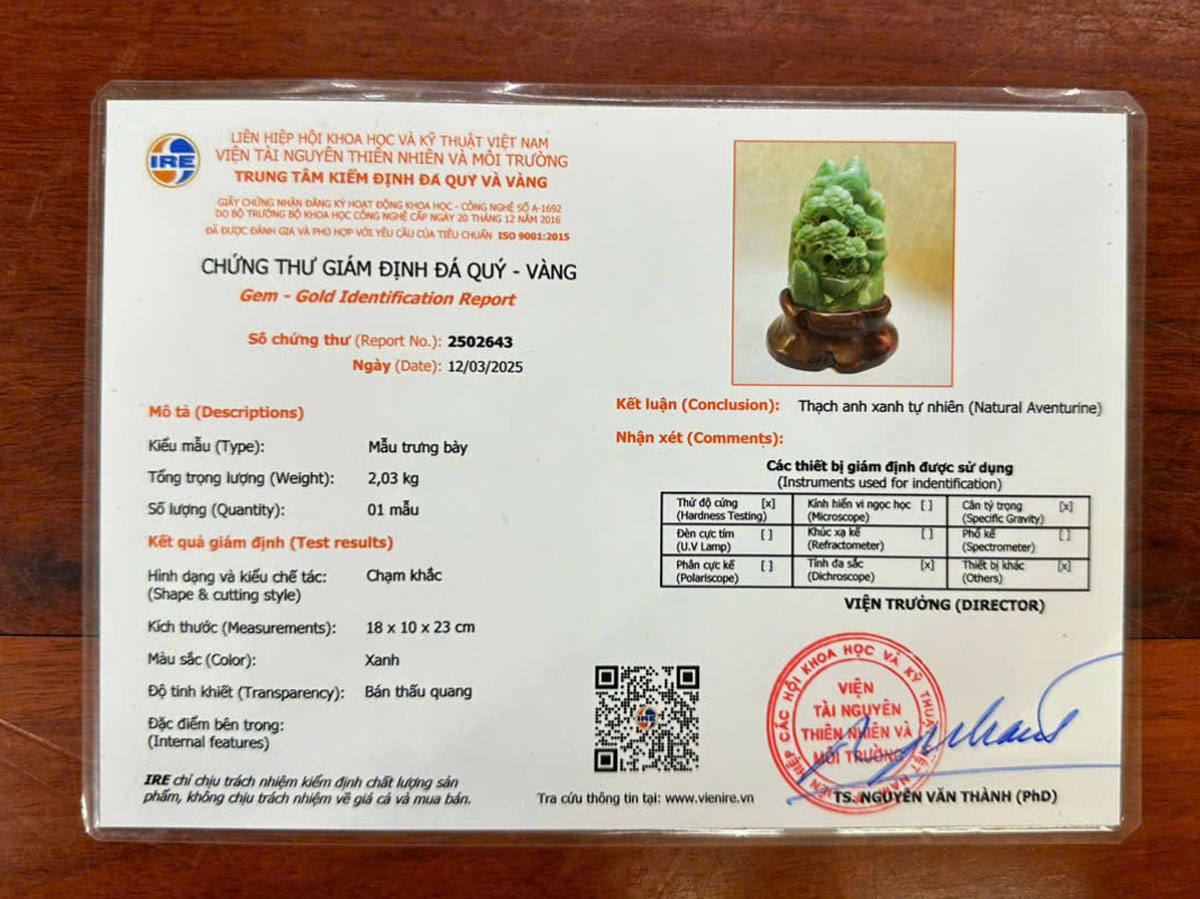 IRE
LIÊN HIỆP HỘI KHOA HỌC VÀ KỸ THUẬT VIỆT NAM
VIỆN TÀI NGUYÊN THIÊN NHIÊN VÀ MÔI TRƯỜNG
TRUNG TÂM KIỂM ĐỊNH ĐÁ QUÝ VÀ VÀNG
GIẤY CHỨNG NHẬN ĐĂNG KÝ HOẠT ĐỘNG KHOA HỌC - CÔNG NGHỆ SỐ A-1692
DO BỘ TRƯỞNG BỘ KHOA HỌC CÔNG NGHỆ CẤP NGÀY 20 THÁNG 12 NĂM 2016
ĐÃ ĐƯỢC ĐÁNH GIÁ VÀ PHÙ HỢP VỚI YÊU CẦU CỦA TIÊU CHUẨN ISO 9001:2015
CHỨNG THƯ GIÁM ĐỊNH ĐÁ QUÝ - VÀNG
Gem - Gold Identification Report
Số chứng thư (Report No.): 2502643
Ngày (Date): 12/03/2025
Mô tả (Descriptions)
Kiểu mẫu (Type): Mẫu trưng bày
Tổng trọng lượng (Weight): 2,03 kg
Số lượng (Quantity): 01 mẫu
Kết quả giám định (Test results)
Hình dạng và kiểu chế tác: Chạm khắc
(Shape & cutting style)
Kích thước (Measurements): 18 x 10 x 23 cm
Màu sắc (Color): Xanh
Độ tinh khiết (Transparency): Bán thấu quang
Đặc điểm bên trong:
(Internal features)
IRE chỉ chịu trách nhiệm kiểm định chất lượng sản
phẩm, không chịu trách nhiệm về giá cả và mua bán.
Kết luận (Conclusion): Thạch anh xanh tự nhiên (Natural Aventurine)
Nhận xét (Comments):
Các thiết bị giám định được sử dụng
(Instruments used for indentification)
Thử độ cứng [x] Kính hiển vi ngọc học [ ] Cân tỷ trọng [x]
(Hardness Testing) (Microscope) (Specific Gravity)
Đèn cực tím [ ] Khúc xạ kế [ ] Phổ kế [ ]
(U.V Lamp) (Refractometer) (Spectrometer)
Phân cực kế [ ] Tính đa sắc [x] Thiết bị khác [x]
(Polariscope) (Dichroscope) (Others)
VIỆN TRƯỞNG (DIRECTOR)
LIÊN HIỆP CÁC HỘI KHOA HỌC VÀ KỸ THUẬT VIỆT NAM
VIỆN
TÀI NGUYÊN
THIÊN NHIÊN VÀ
MÔI TRƯỜNG
IRE
Tra cứu thông tin tại: www.vienire.vn
TS. NGUYỄN VĂN THÀNH (PhD)